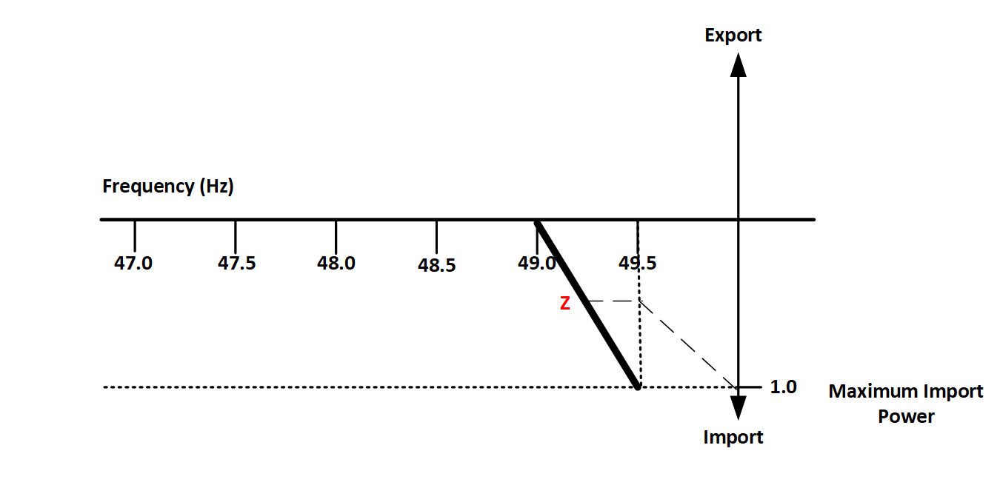 Export
Frequency (Hz)
47.0 47.5 48.0 48.5 49.0 49.5
Z
1.0
Maximum Import
Power
Import